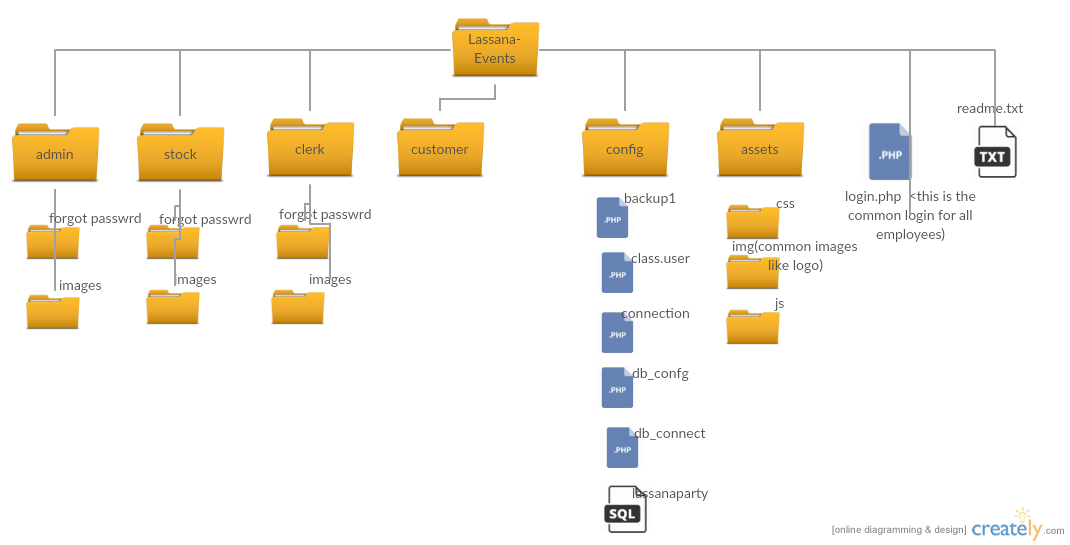 Lassana-
Events
readme.txt
admin
stock
clerk
customer
config
assets
.PHP
TXT
login.php <this is the
common login for all
employees)
forgot passwrd
forgot passwrd
forgot passwrd
images
images
images
backup1
.PHP
class.user
.PHP
connection
.PHP
db_confg
.PHP
db_connect
.PHP
lassanaparty
SQL
css
img(common images
like logo)
js
[online diagramming & design] creately.com